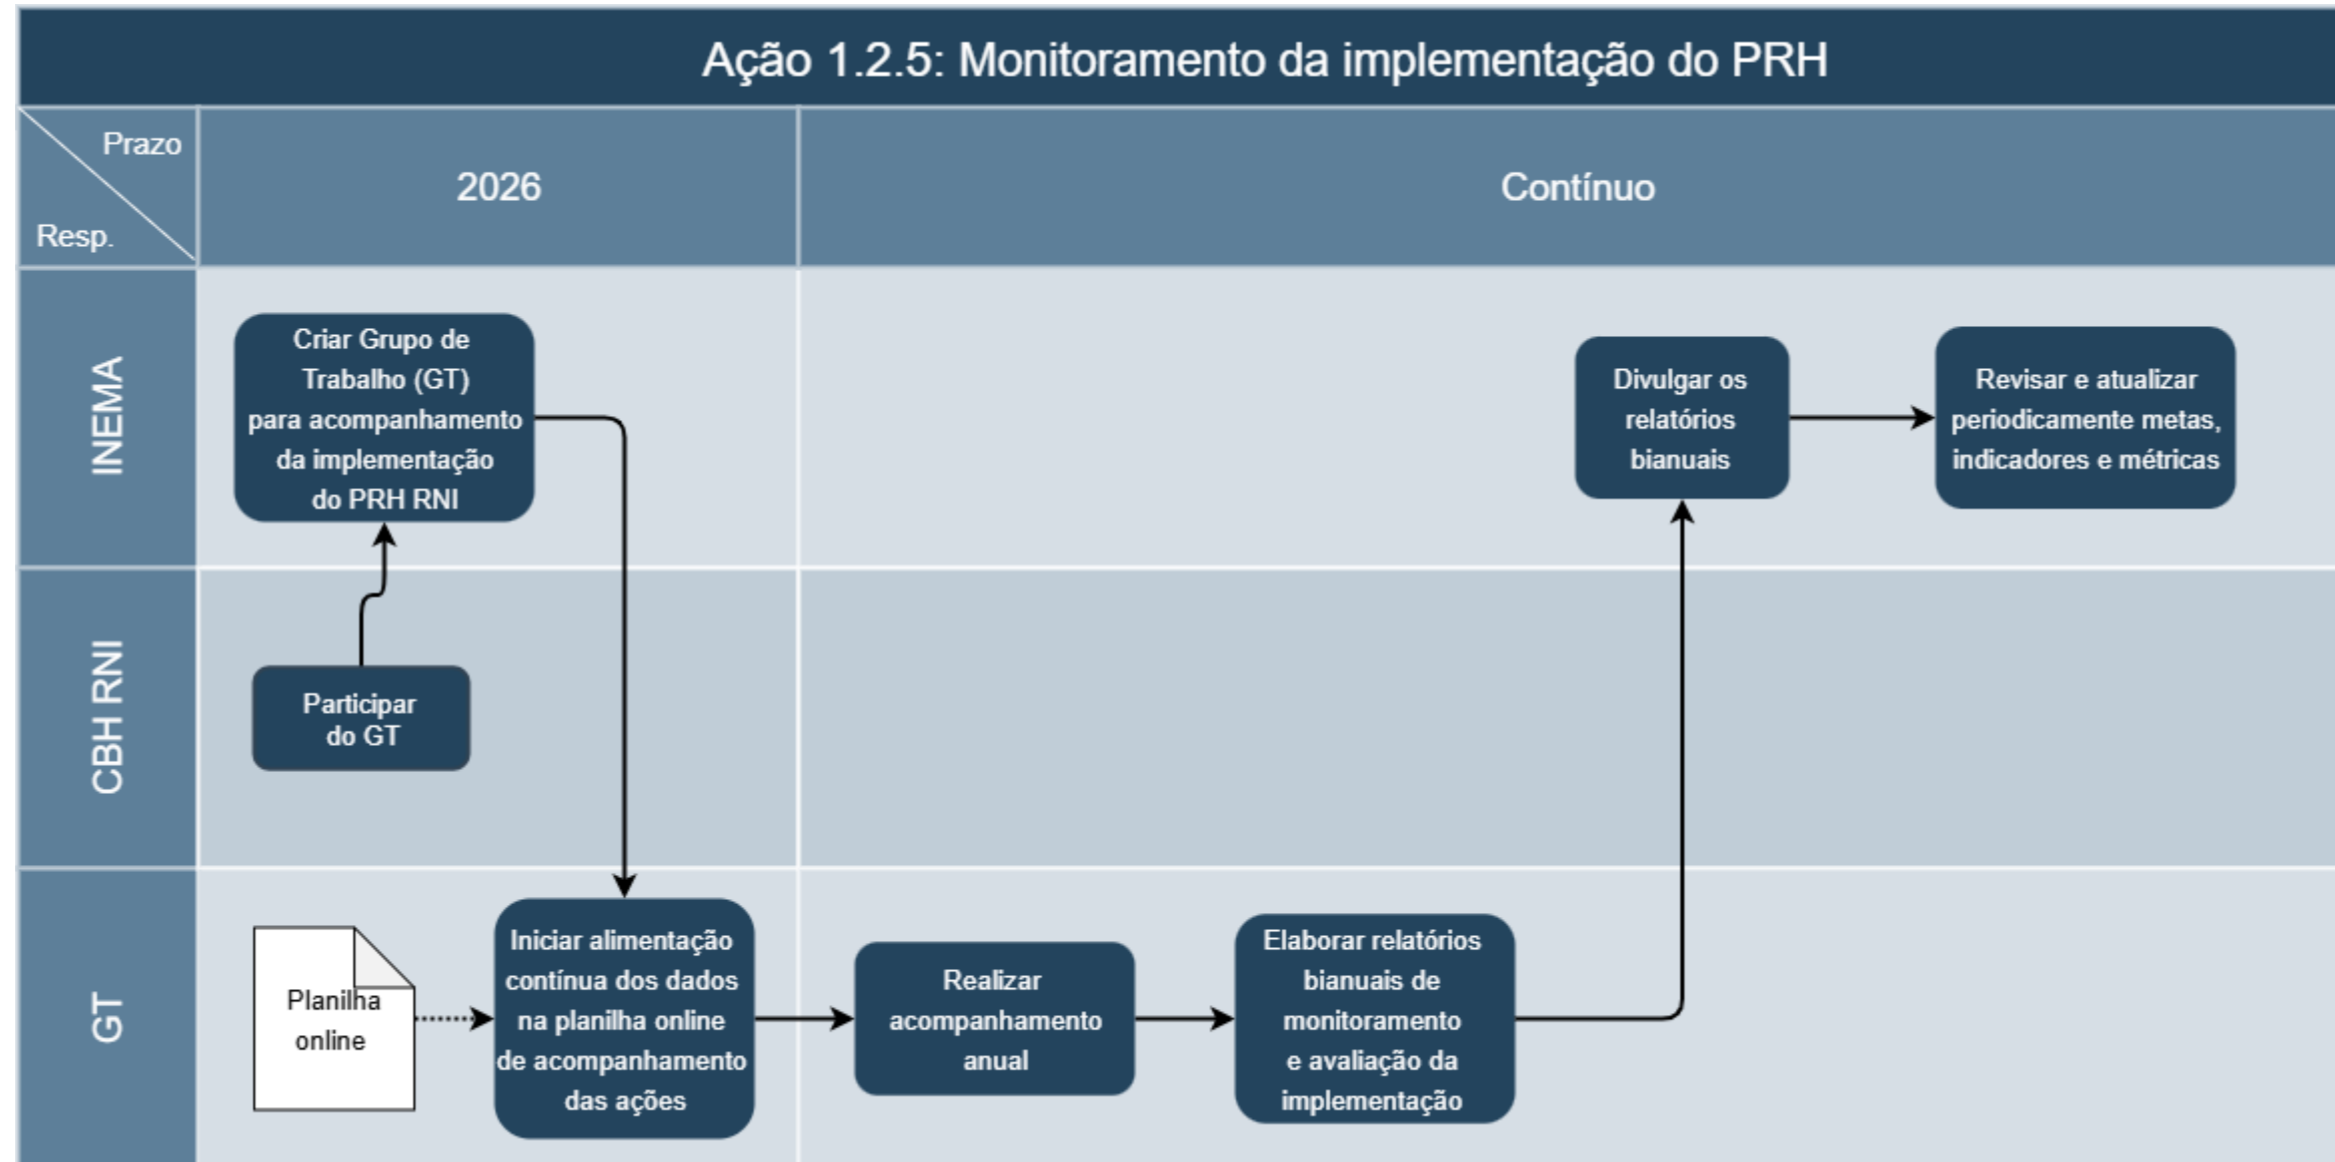 Ação 1.2.5: Monitoramento da implementação do PRH
Prazo
Resp.
2026
Contínuo
INEMA
Criar Grupo de
Trabalho (GT)
para acompanhamento
da implementação
do PRH RNI
Divulgar os
relatórios
bianuais
Revisar e atualizar
periodicamente metas,
indicadores e métricas
CBH RNI
Participar
do GT
GT
Planilha
online
Iniciar alimentação
contínua dos dados
na planilha online
de acompanhamento
das ações
Realizar
acompanhamento
anual
Elaborar relatórios
bianuais de
monitoramento
e avaliação da
implementação